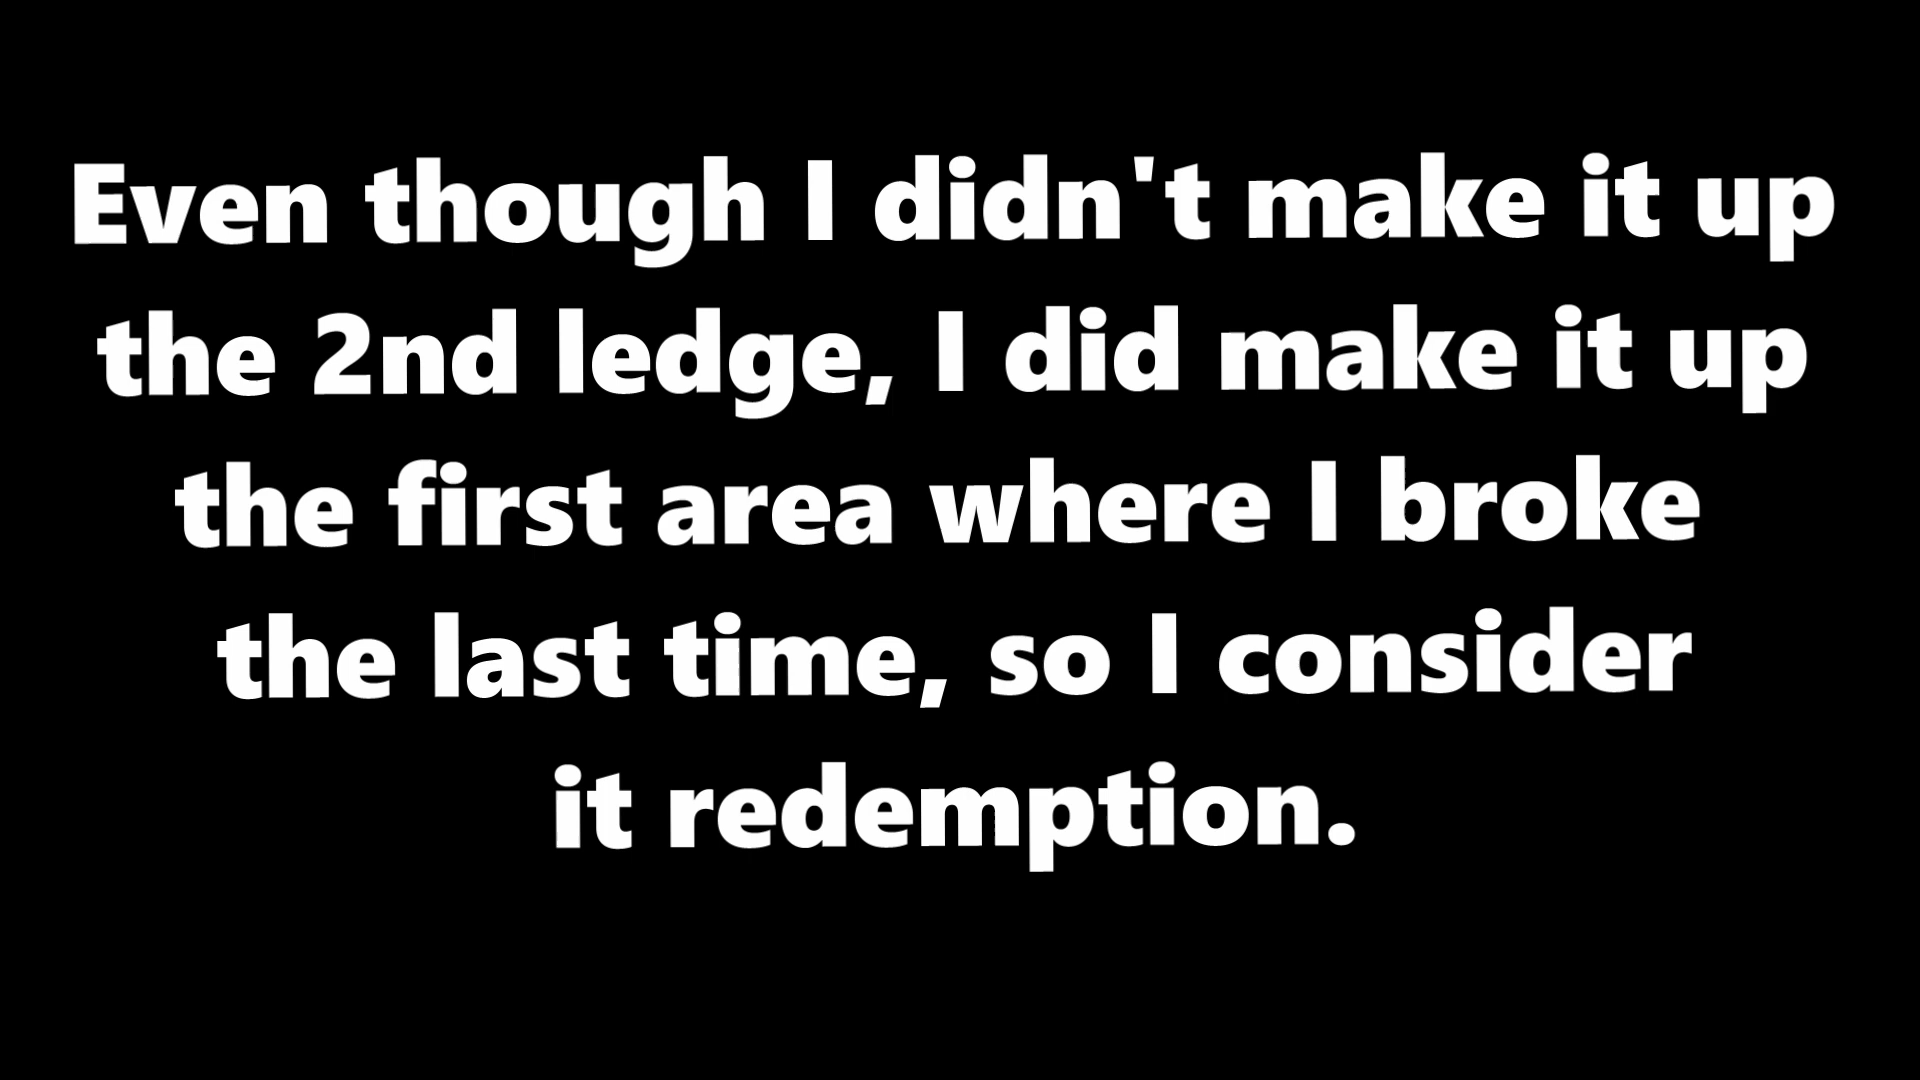 Even though I didn't make it up
the 2nd ledge, I did make it up
the first area where I broke
the last time, so I consider
it redemption.